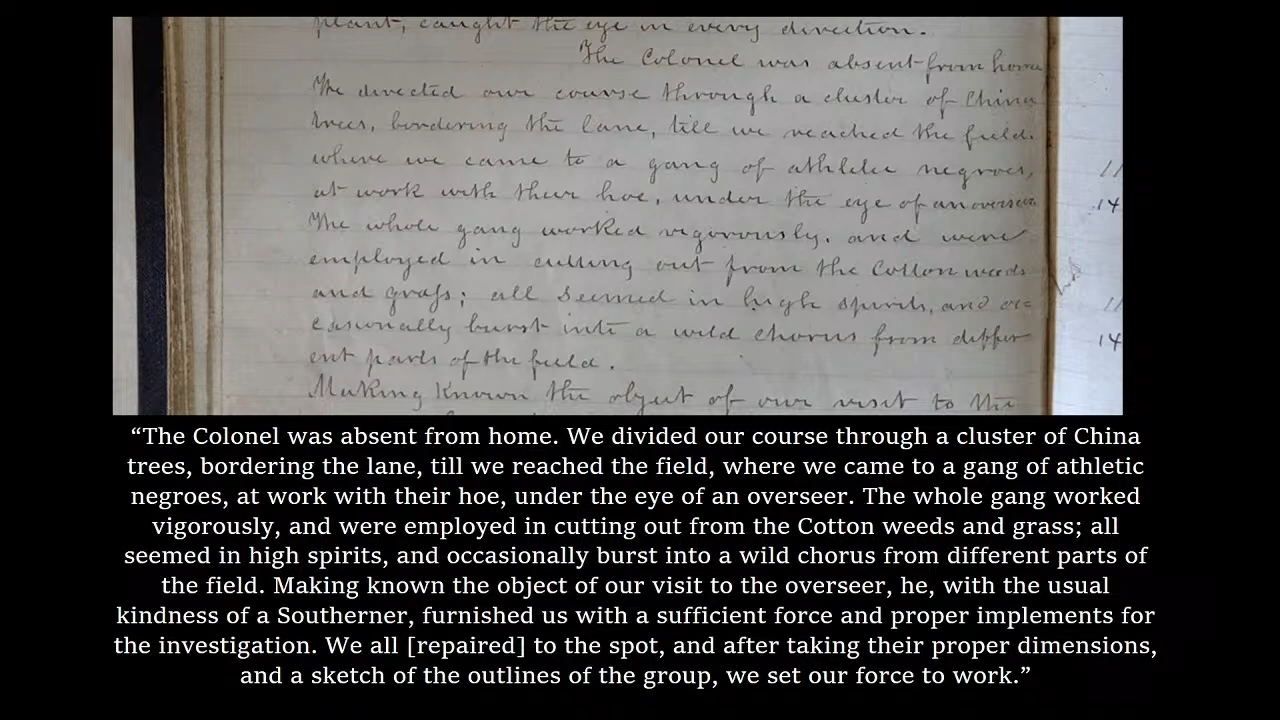 plant, caught the eye in every direction.
The Colonel was absent from home
We directed our course through a cluster of China
trees, bordering the lane, till we reached the field.
where we came to a gang of athletic negroes,
at work with their hoe, under the eye of an overseer
The whole gang worked vigorously. and were
employed in cutting out from the Cotton weeds
and grass; all seemed in high spirits, and oc=
casionally burst into a wild chorus from differ
ent parts of the field.
Making Known the object of our visit to the
11
14
11
14
“The Colonel was absent from home. We divided our course through a cluster of China
trees, bordering the lane, till we reached the field, where we came to a gang of athletic
negroes, at work with their hoe, under the eye of an overseer. The whole gang worked
vigorously, and were employed in cutting out from the Cotton weeds and grass; all
seemed in high spirits, and occasionally burst into a wild chorus from different parts of
the field. Making known the object of our visit to the overseer, he, with the usual
kindness of a Southerner, furnished us with a sufficient force and proper implements for
the investigation. We all [repaired] to the spot, and after taking their proper dimensions,
and a sketch of the outlines of the group, we set our force to work.”